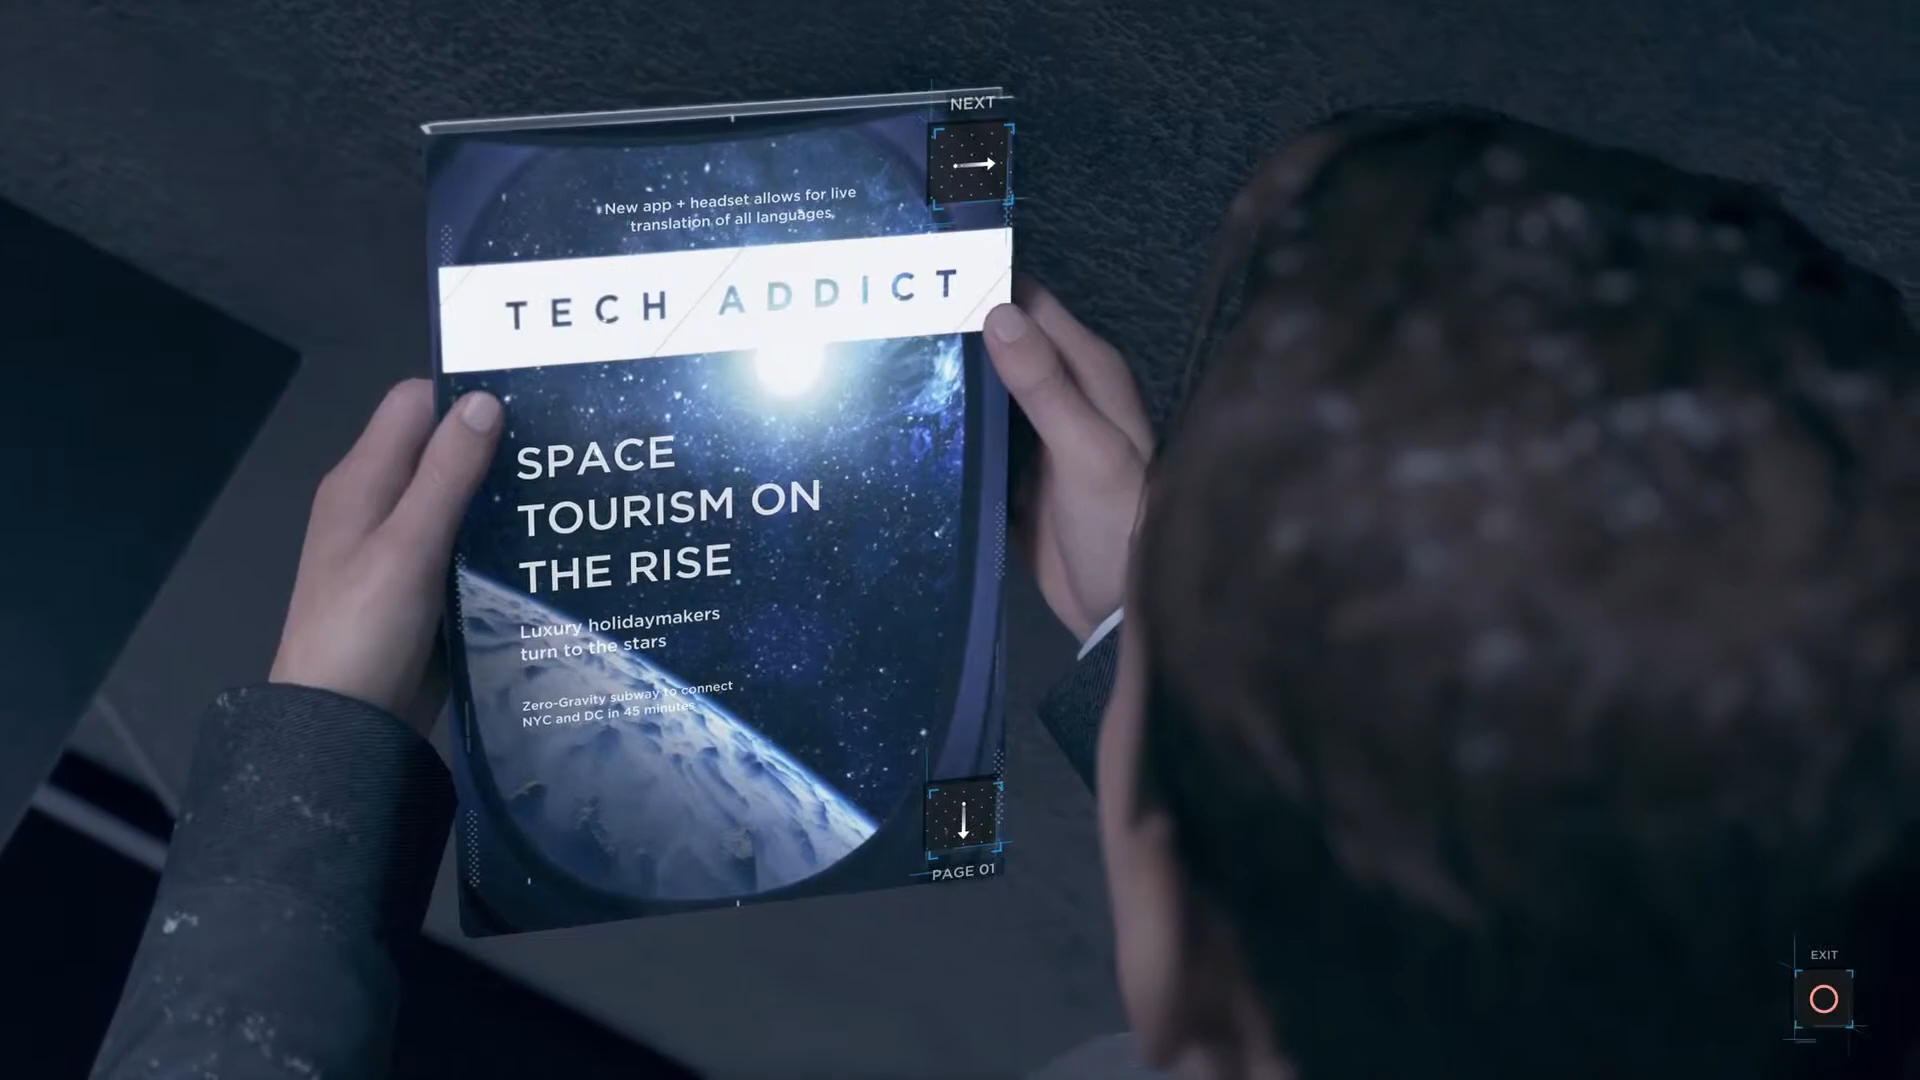 NEXT
New app + headset allows for live
translation of all languages
TECH ADDICT
SPACE
TOURISM ON
THE RISE
Luxury holidaymakers
turn to the stars
Zero-Gravity subway to connect
NYC and DC in 45 minutes
PAGE 01
EXIT